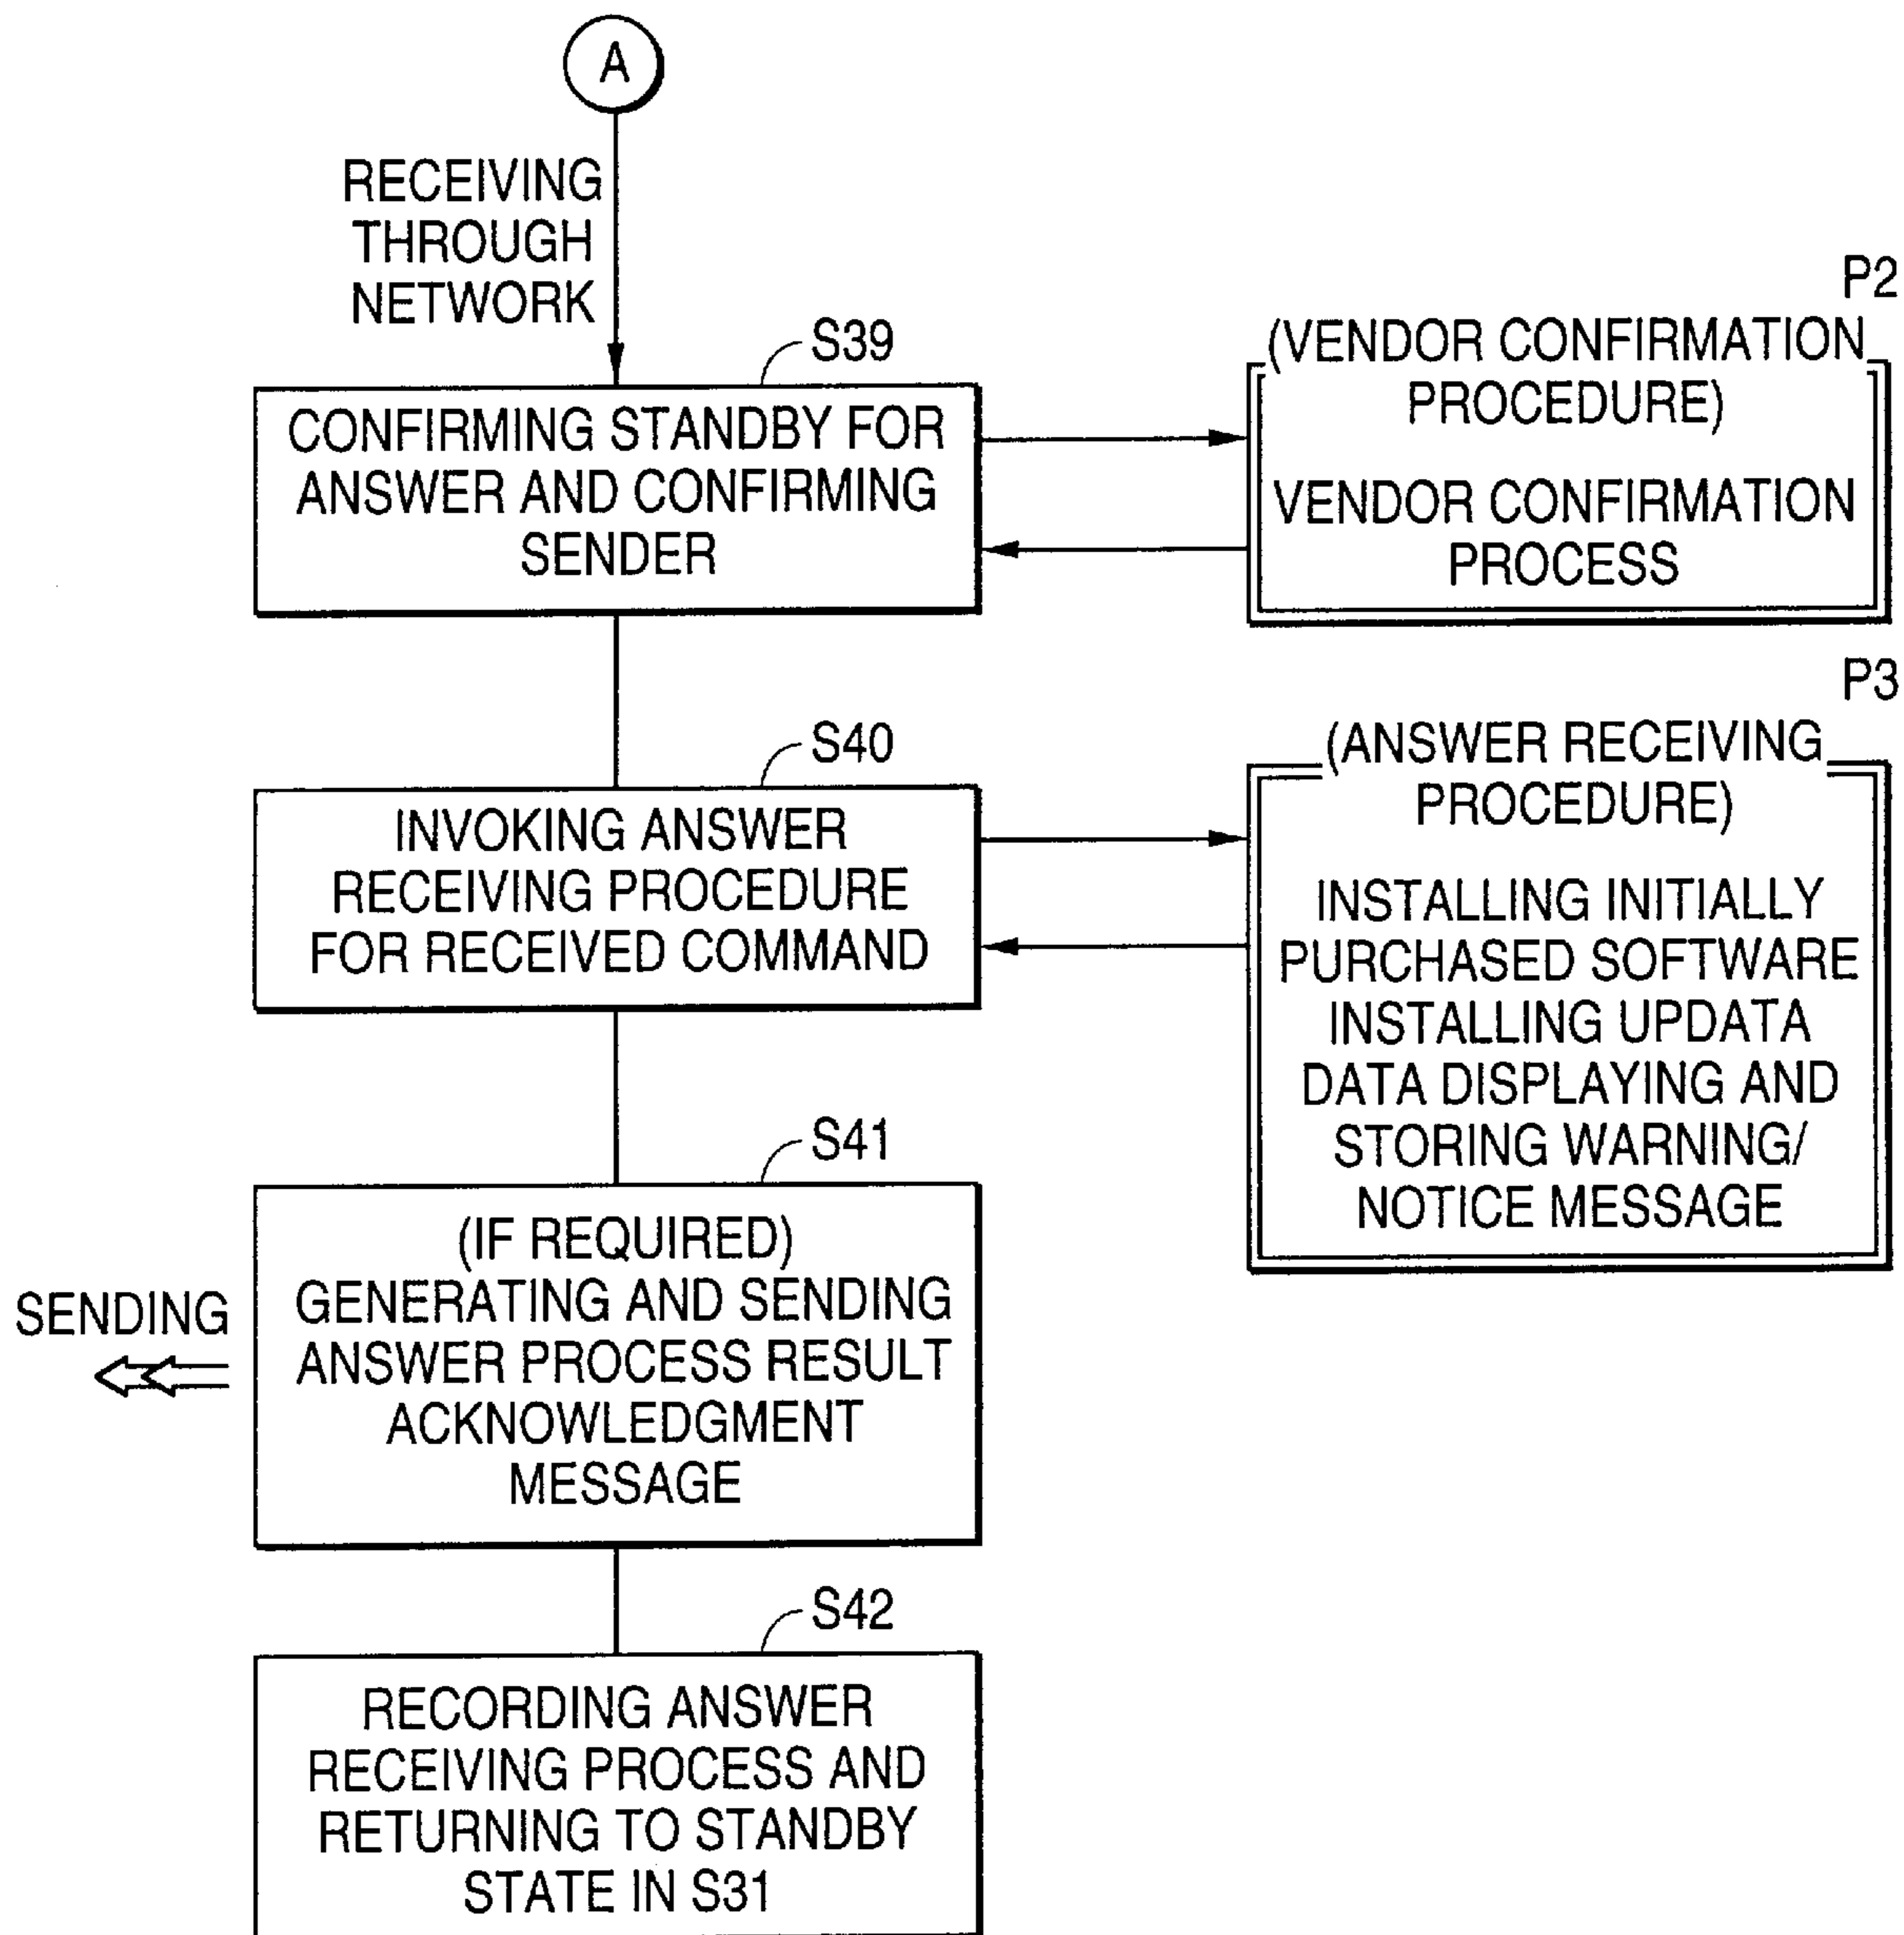 A
RECEIVING
THROUGH
NETWORK
S39
CONFIRMING STANDBY FOR
ANSWER AND CONFIRMING
SENDER
P2
(VENDOR CONFIRMATION
PROCEDURE)
VENDOR CONFIRMATION
PROCESS
S40
INVOKING ANSWER
RECEIVING PROCEDURE
FOR RECEIVED COMMAND
P3
(ANSWER RECEIVING
PROCEDURE)
INSTALLING INITIALLY
PURCHASED SOFTWARE
INSTALLING UPDATA
DATA DISPLAYING AND
STORING WARNING/
NOTICE MESSAGE
S41
(IF REQUIRED)
GENERATING AND SENDING
ANSWER PROCESS RESULT
ACKNOWLEDGMENT
MESSAGE
SENDING
S42
RECORDING ANSWER
RECEIVING PROCESS AND
RETURNING TO STANDBY
STATE IN S31